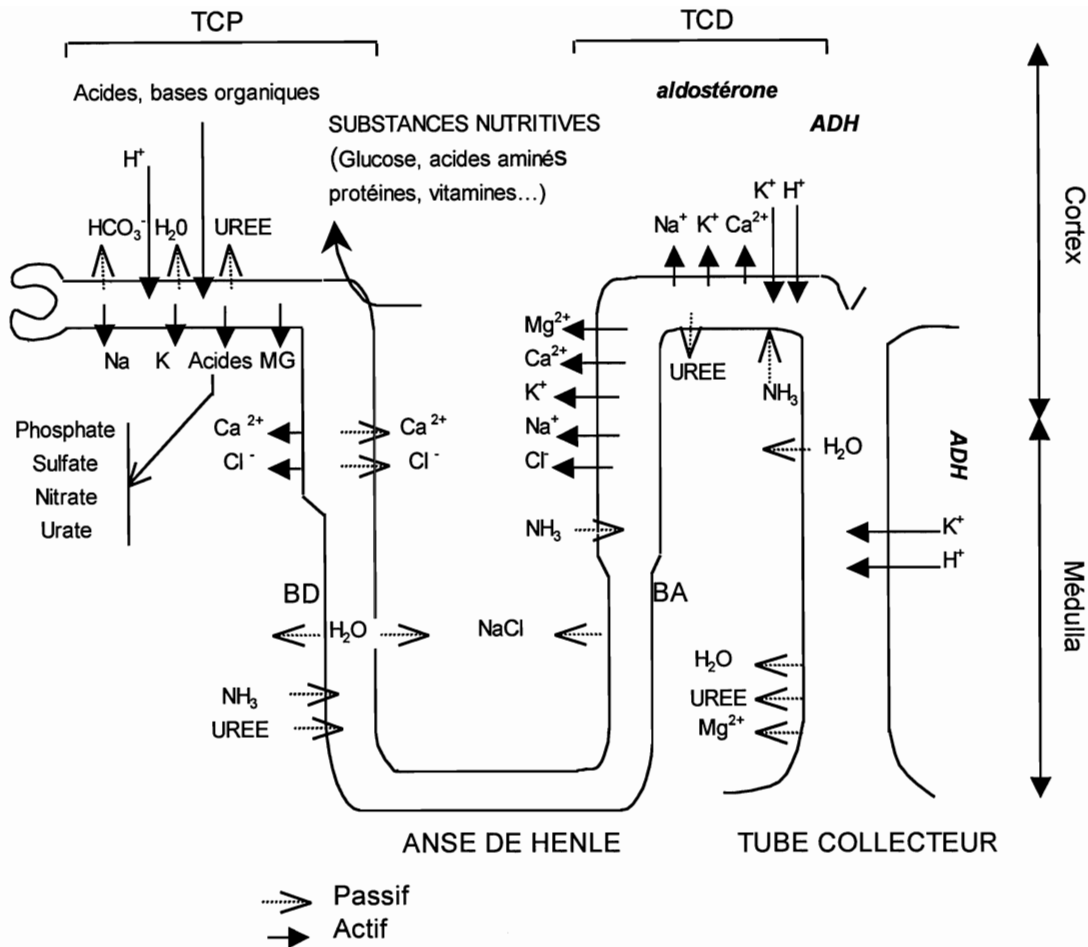 TCP
TCD
Acides, bases organiques
aldostérone
ADH
SUBSTANCES NUTRITIVES
(Glucose, acides aminés
protéines, vitamines…)
H⁺
HCO₃⁻ H₂0 UREE
Na⁺ K⁺ Ca²⁺
K⁺ H⁺
Cortex
Na K Acides MG
Mg²⁺
Ca²⁺
K⁺
Na⁺
Cl⁻
UREE
NH₃
Phosphate
Sulfate
Nitrate
Urate
Ca ²⁺
Cl ⁻
Ca ²⁺
Cl ⁻
H₂O
ADH
NH₃
K⁺
H⁺
Médulla
BD
BA
H₂O
NaCl
NH₃
UREE
H₂O
UREE
Mg²⁺
ANSE DE HENLE
TUBE COLLECTEUR
Passif
Actif